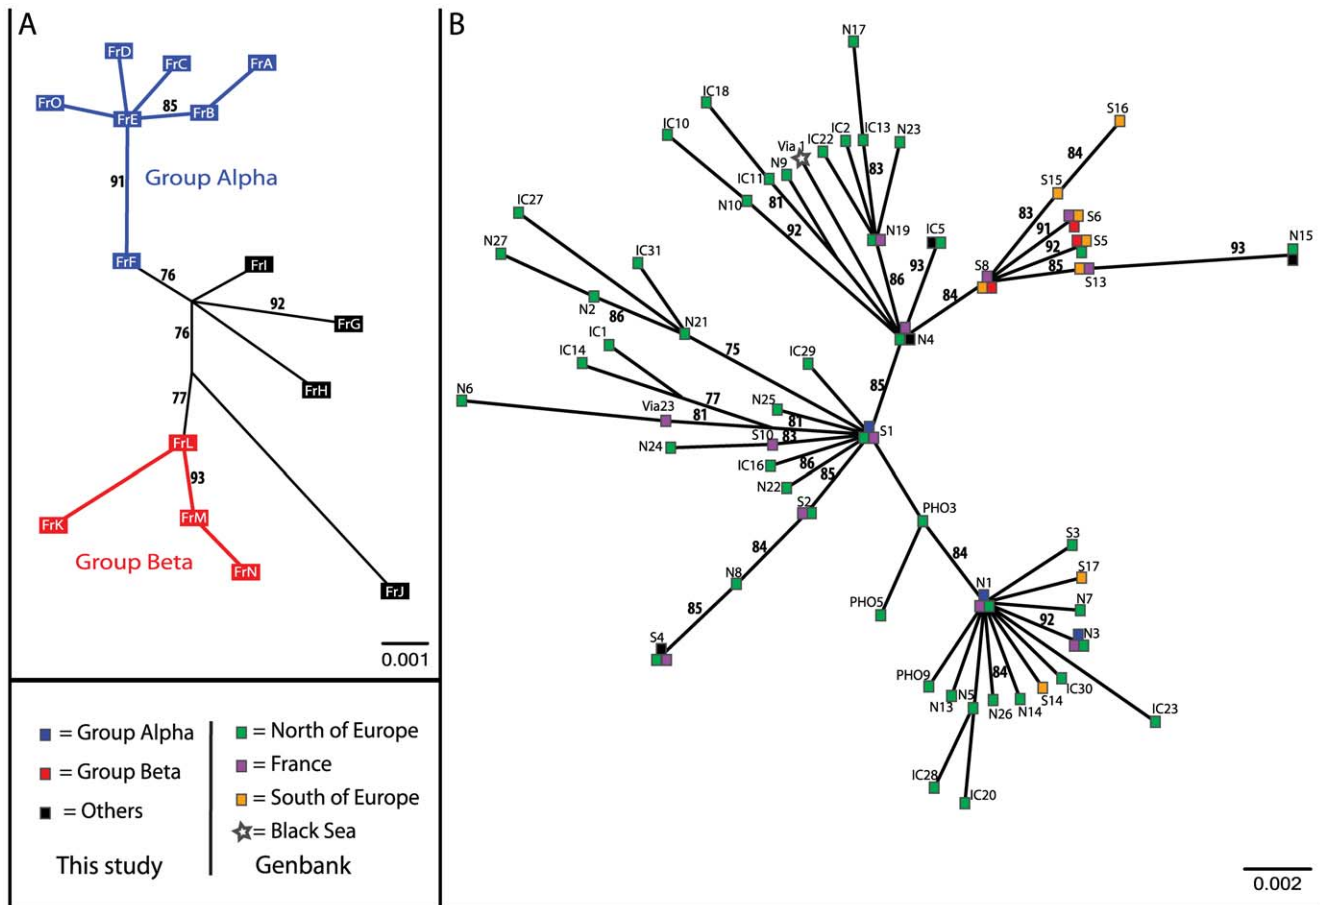 A
FrD
FrC
FrA
FrO
85
FrB
FrE
91
Group Alpha
FrF
76
FrI
92
FrG
76
FrH
77
FrL
93
FrK
FrM
Group Beta
FrN
FrJ
0.001
= Group Alpha
= Group Beta
= Others
This study
= North of Europe
= France
= South of Europe
= Black Sea
Genbank
B
N17
IC18
IC10
Via 1
IC22
IC2
IC13
N23
N9
83
IC11
81
N10
92
N19
IC5
86
93
S16
84
S15
83
S6
91
92
S5
S8
85
S13
93
N15
84
N4
IC27
N27
IC31
N2
86
N21
IC1
IC14
75
IC29
85
N6
77
Via23
81
N25
81
S10
83
S1
N24
IC16
86
N22
85
S2
84
N8
85
S4
PHO3
84
PHO5
N1
S3
S17
N7
92
N3
PHO9
N13
N5
84
N26
N14
S14
IC30
IC23
IC28
IC20
0.002